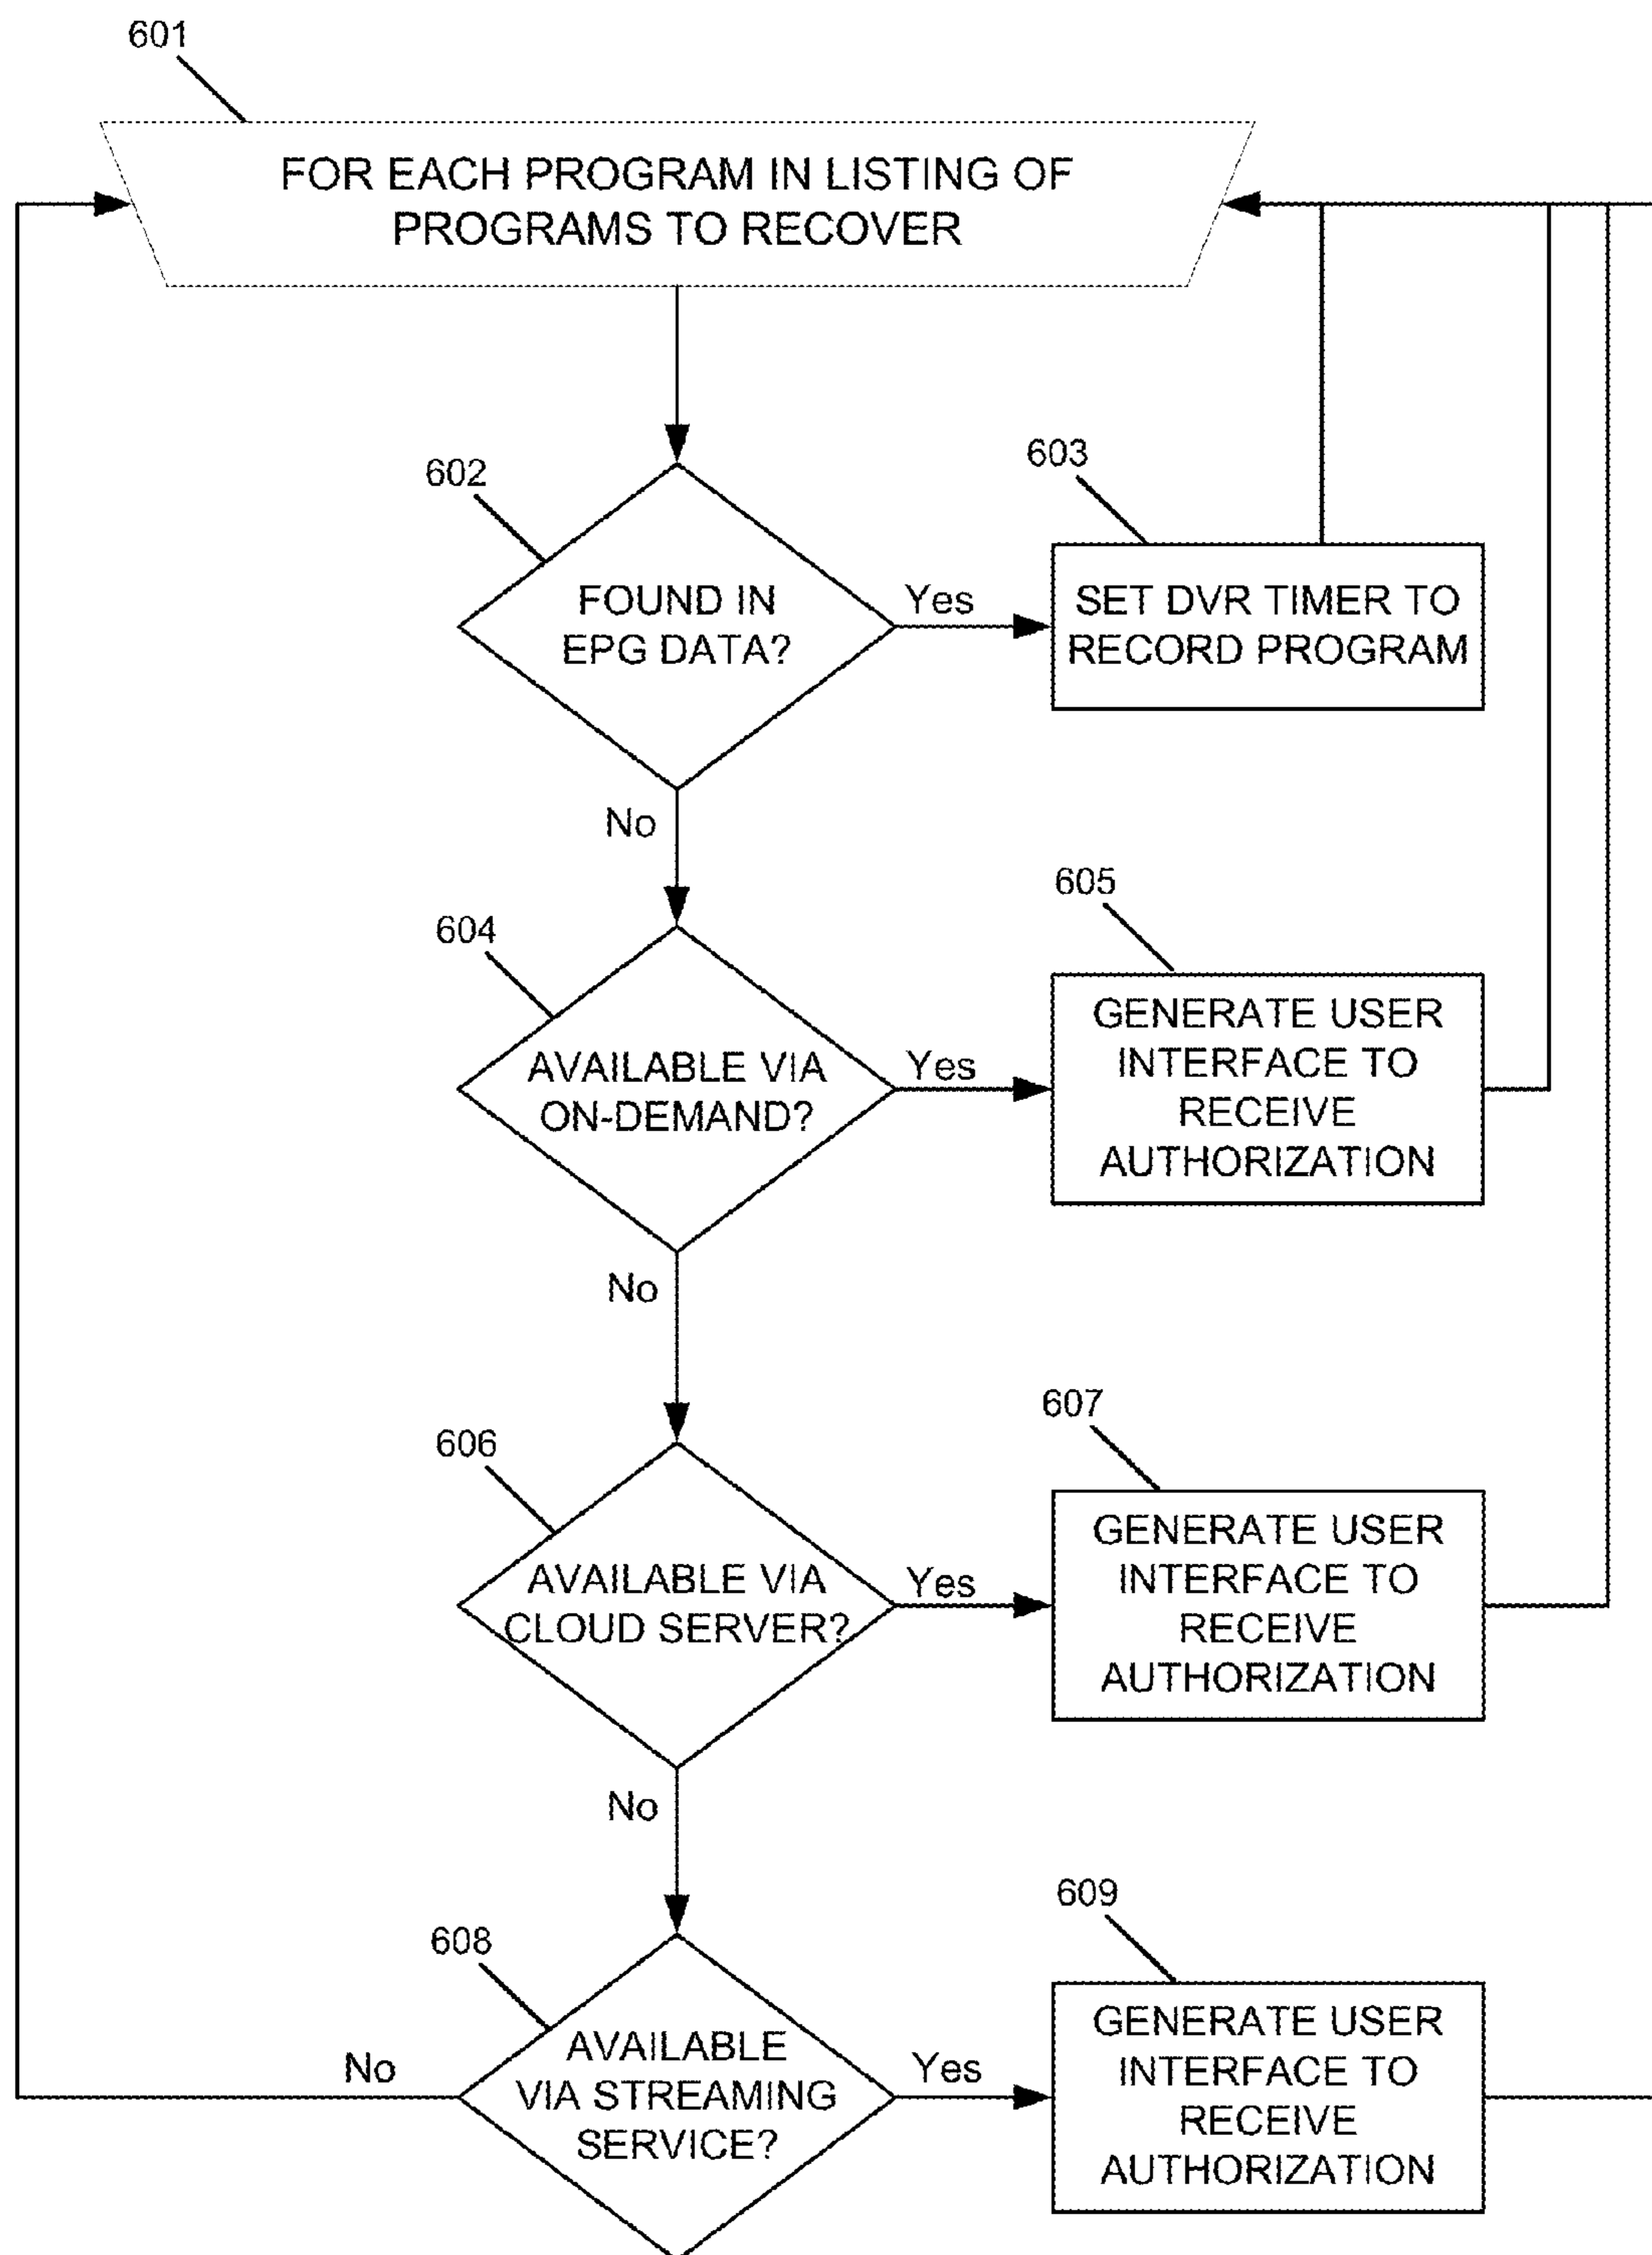 601
FOR EACH PROGRAM IN LISTING OF
PROGRAMS TO RECOVER
602
FOUND IN
EPG DATA?
Yes
603
SET DVR TIMER TO
RECORD PROGRAM
No
604
AVAILABLE VIA
ON-DEMAND?
Yes
605
GENERATE USER
INTERFACE TO
RECEIVE
AUTHORIZATION
No
606
AVAILABLE VIA
CLOUD SERVER?
Yes
607
GENERATE USER
INTERFACE TO
RECEIVE
AUTHORIZATION
No
608
AVAILABLE
VIA STREAMING
SERVICE?
No
Yes
609
GENERATE USER
INTERFACE TO
RECEIVE
AUTHORIZATION